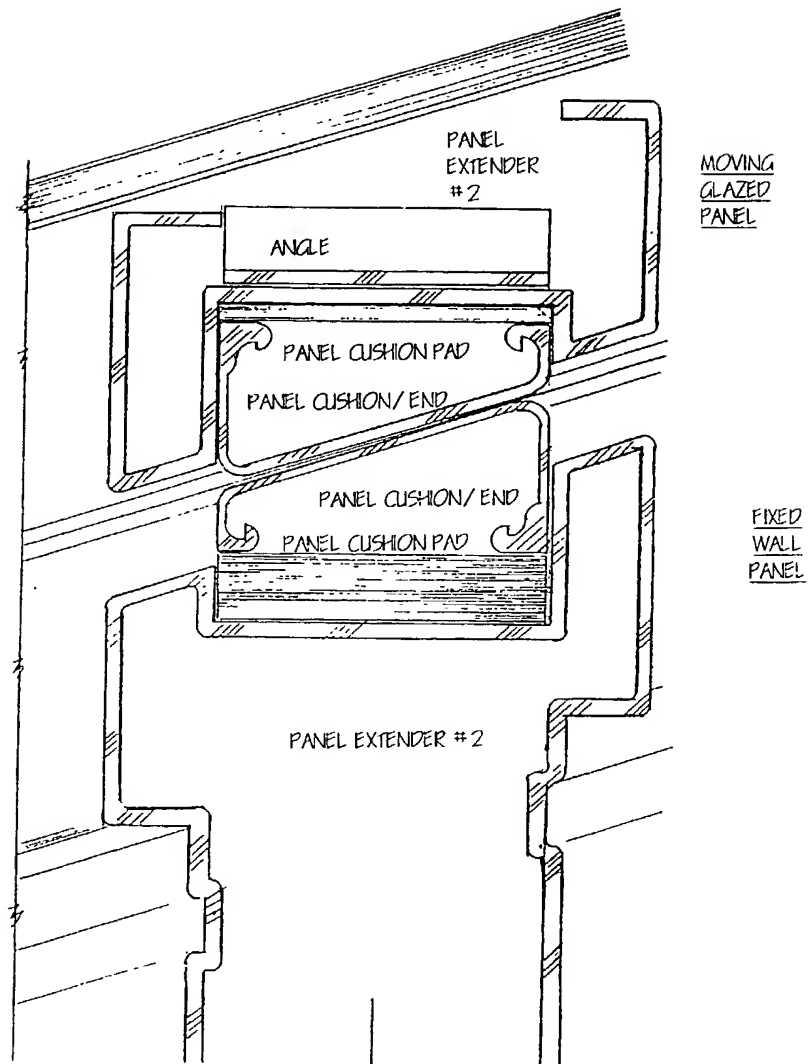 PANEL
EXTENDER
#2
MOVING
GLAZED
PANEL
ANGLE
PANEL CUSHION PAD
PANEL CUSHION/END
PANEL CUSHION/END
PANEL CUSHION PAD
FIXED
WALL
PANEL
PANEL EXTENDER #2